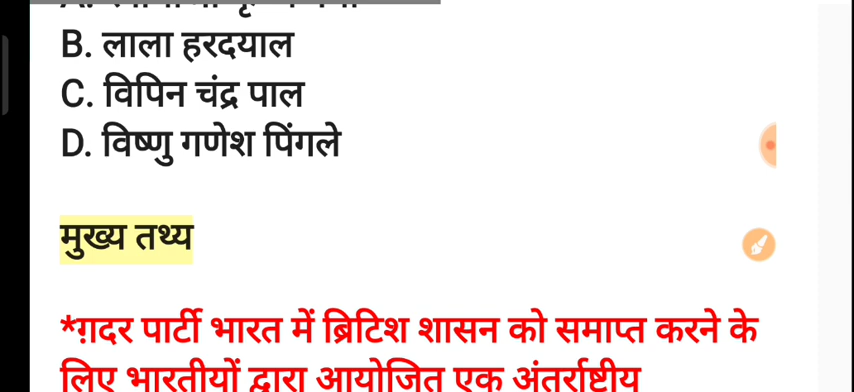 B. लाला हरदयाल
C. विपिन चंद्र पाल
D. विष्णु गणेश पिंगले
मुख्य तथ्य
*ग़दर पार्टी भारत में ब्रिटिश शासन को समाप्त करने के
लिए भारतीयों द्वारा आयोजित एक अंतर्राष्ट्रीय